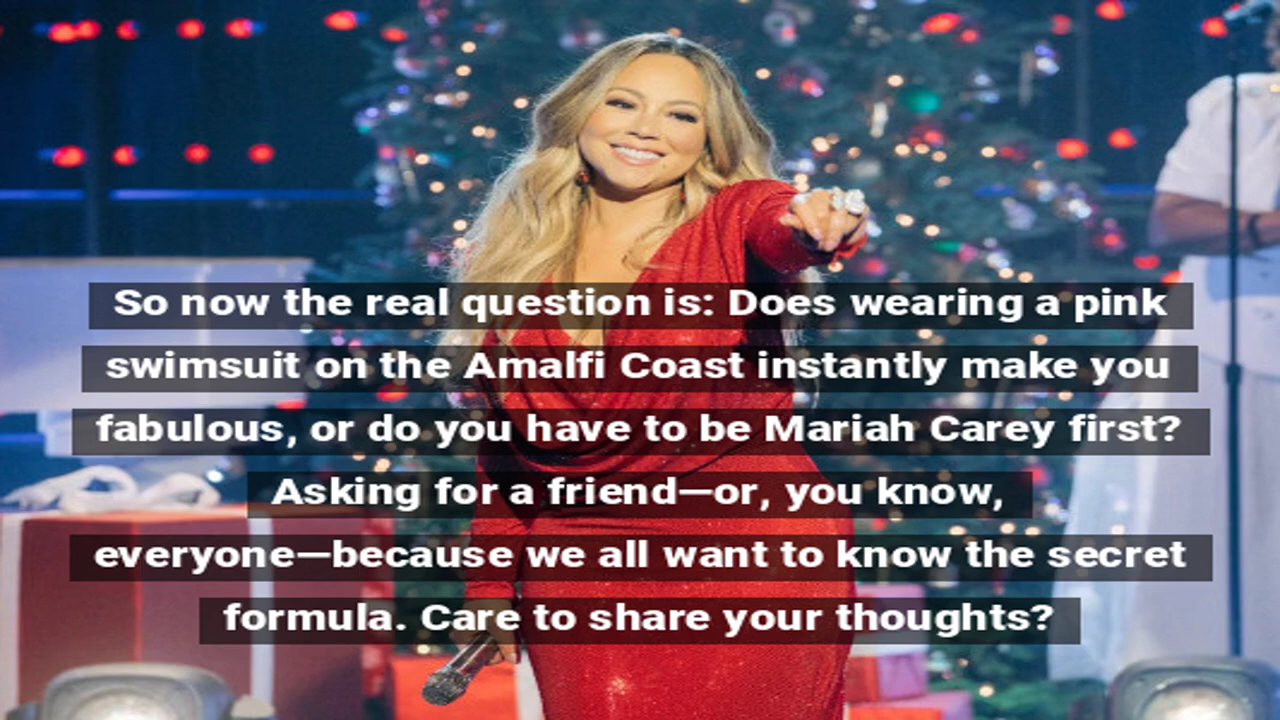 So now the real question is: Does wearing a pink
swimsuit on the Amalfi Coast instantly make you
fabulous, or do you have to be Mariah Carey first?
Asking for a friend—or, you know,
everyone—because we all want to know the secret
formula. Care to share your thoughts?